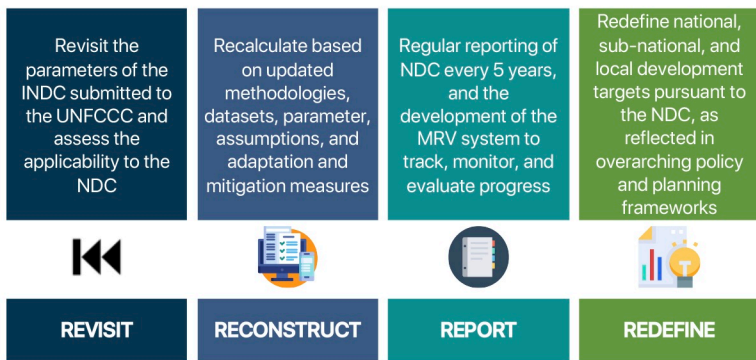 Revisit the
parameters of the
INDC submitted to
the UNFCCC and
assess the
applicability to the
NDC
Recalculate based
on updated
methodologies,
datasets, parameter,
assumptions, and
adaptation and
mitigation measures
Regular reporting of
NDC every 5 years,
and the
development of the
MRV system to
track, monitor, and
evaluate progress
Redefine national,
sub-national, and
local development
targets pursuant to
the NDC, as
reflected in
overarching policy
and planning
frameworks
REVISIT
RECONSTRUCT
REPORT
REDEFINE